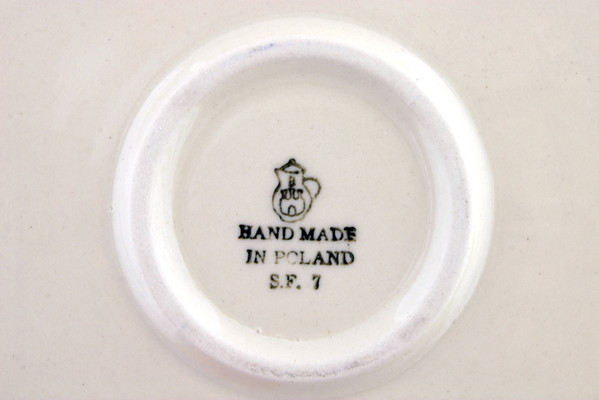 HAND MADE
IN POLAND
S.F. 7